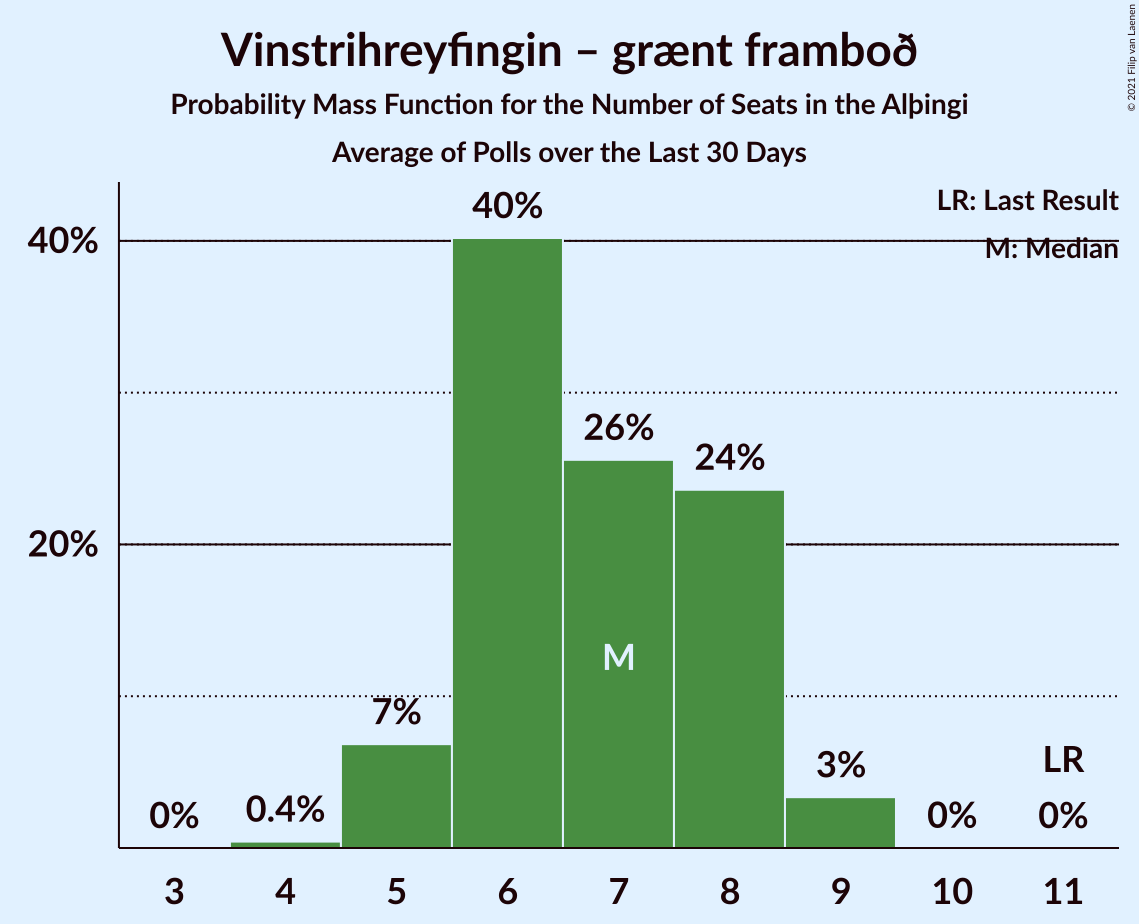 Vinstrihreyfingin – grænt framboð
Probability Mass Function for the Number of Seats in the Alþingi
Average of Polls over the Last 30 Days
© 2021 Filip van Laenen
LR: Last Result
M: Median
40%
20%
0%
0.4%
7%
40%
26%
M
24%
3%
0%
LR
0%
3 4 5 6 7 8 9 10 11